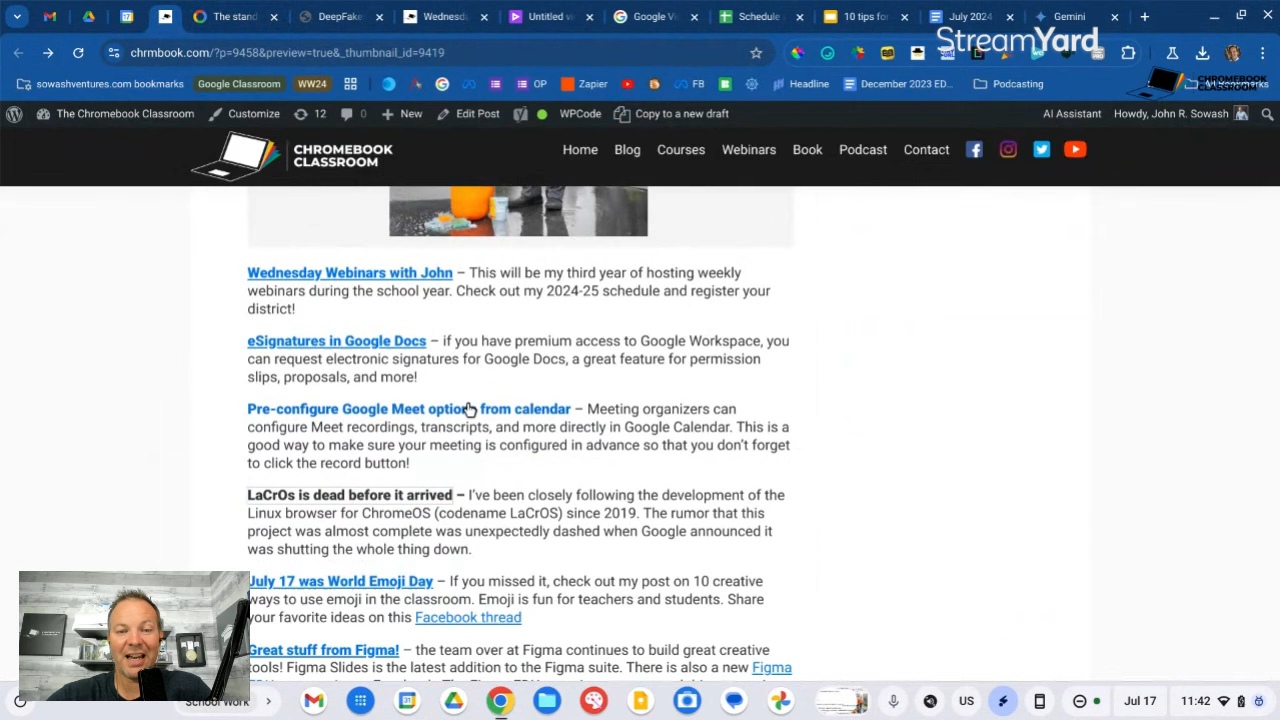 The stand
DeepFake
Wednesda
Untitled v
Google Vi
Schedule
10 tips for
July 2024
Gemini
StreamYard
chrmbook.com/?p=9458&preview=true&_thumbnail_id=9419
sowashventures.com bookmarks
Google Classroom
WW24
OP
Zapier
FB
Headline
December 2023 ED...
Podcasting
CHROMEBOOK
CLASSROOM
The Chromebook Classroom
Customize
12
New
Edit Post
WPCode
Copy to a new draft
AI Assistant
Howdy, John R. Sowash
CHROMEBOOK
CLASSROOM
Home Blog Courses Webinars Book Podcast Contact
Wednesday Webinars with John – This will be my third year of hosting weekly
webinars during the school year. Check out my 2024-25 schedule and register your
district!
eSignatures in Google Docs – if you have premium access to Google Workspace, you
can request electronic signatures for Google Docs, a great feature for permission
slips, proposals, and more!
Pre-configure Google Meet options from calendar – Meeting organizers can
configure Meet recordings, transcripts, and more directly in Google Calendar. This is a
good way to make sure your meeting is configured in advance so that you don't forget
to click the record button!
LaCrOs is dead before it arrived – I've been closely following the development of the
Linux browser for ChromeOS (codename LaCrOS) since 2019. The rumor that this
project was almost complete was unexpectedly dashed when Google announced it
was shutting the whole thing down.
July 17 was World Emoji Day – If you missed it, check out my post on 10 creative
ways to use emoji in the classroom. Emoji is fun for teachers and students. Share
your favorite ideas on this Facebook thread
Great stuff from Figma! – the team over at Figma continues to build great creative
tools! Figma Slides is the latest addition to the Figma suite. There is also a new Figma
School Work
US
Jul 17
11:42